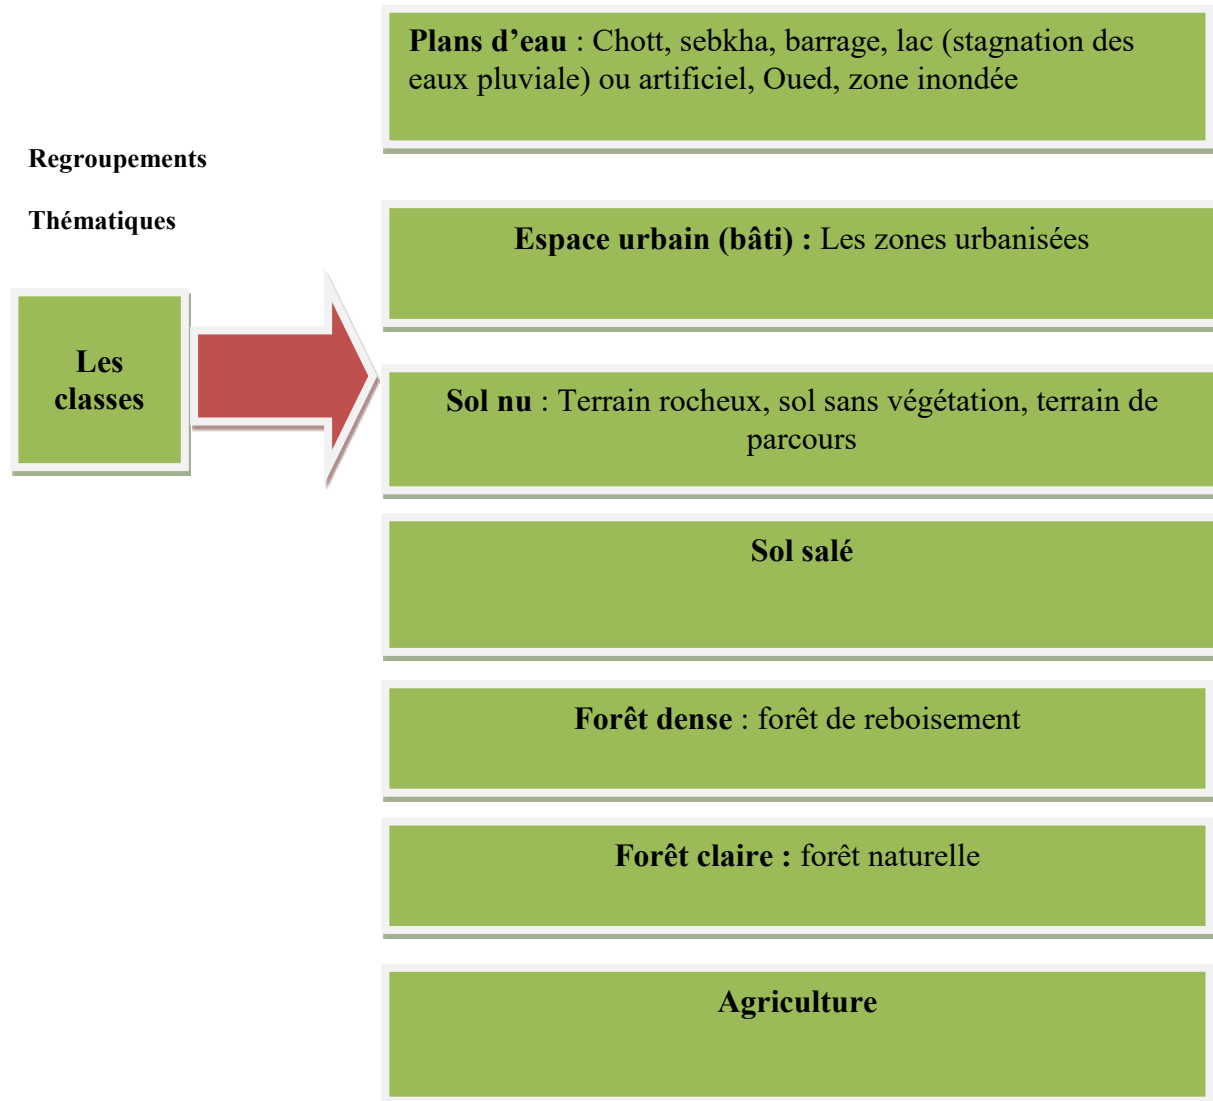 Plans d’eau : Chott, sebkha, barrage, lac (stagnation des
eaux pluviale) ou artificiel, Oued, zone inondée
Regroupements
Thématiques
Espace urbain (bâti) : Les zones urbanisées
Les
classes
Sol nu : Terrain rocheux, sol sans végétation, terrain de
parcours
Sol salé
Forêt dense : forêt de reboisement
Forêt claire : forêt naturelle
Agriculture